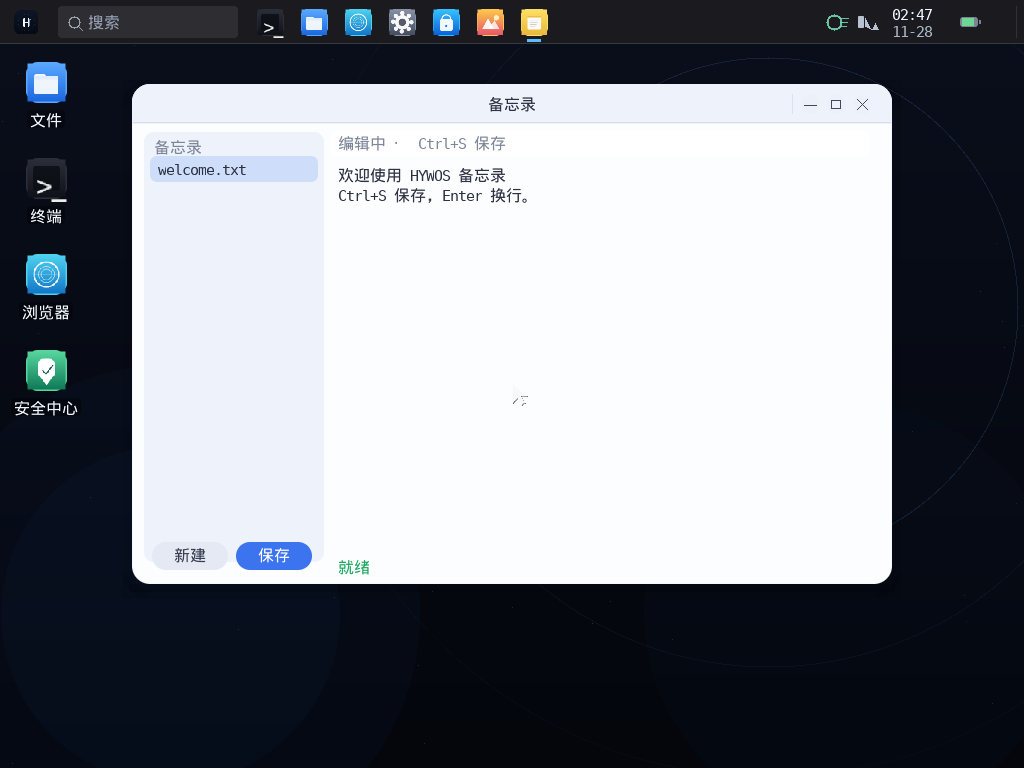 H
搜索
02:47
11-28
文件
终端
浏览器
安全中心
备忘录
备忘录
welcome.txt
新建
保存
编辑中 · Ctrl+S 保存
欢迎使用 HYWOS 备忘录
Ctrl+S 保存, Enter 换行。
就绪